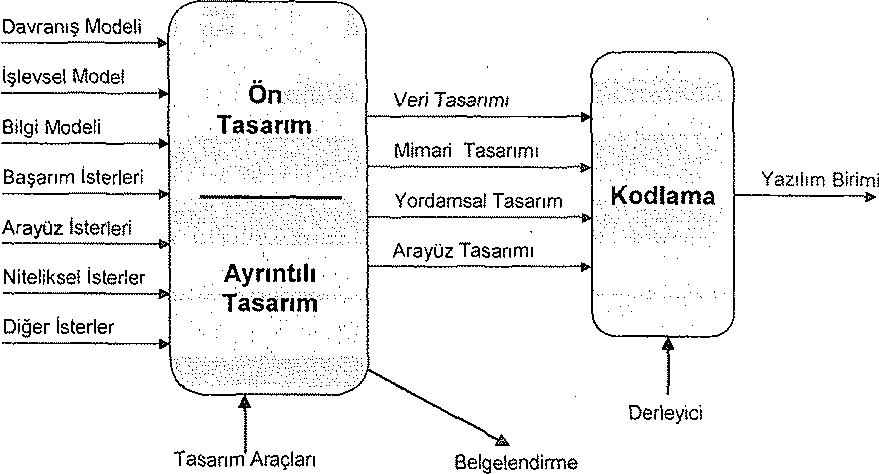 Davranış Modeli
İşlevsel Model
Bilgi Modeli
Başarım İsterleri
Arayüz İsterleri
Niteliksel İsterler
Diğer İsterler
Ön
Tasarım
Ayrıntılı
Tasarım
Tasarım Araçları
Belgelendirme
Veri Tasarımı
Mimari Tasarımı
Yordamsal Tasarım
Arayüz Tasarımı
Kodlama
Derleyici
Yazılım Birimi